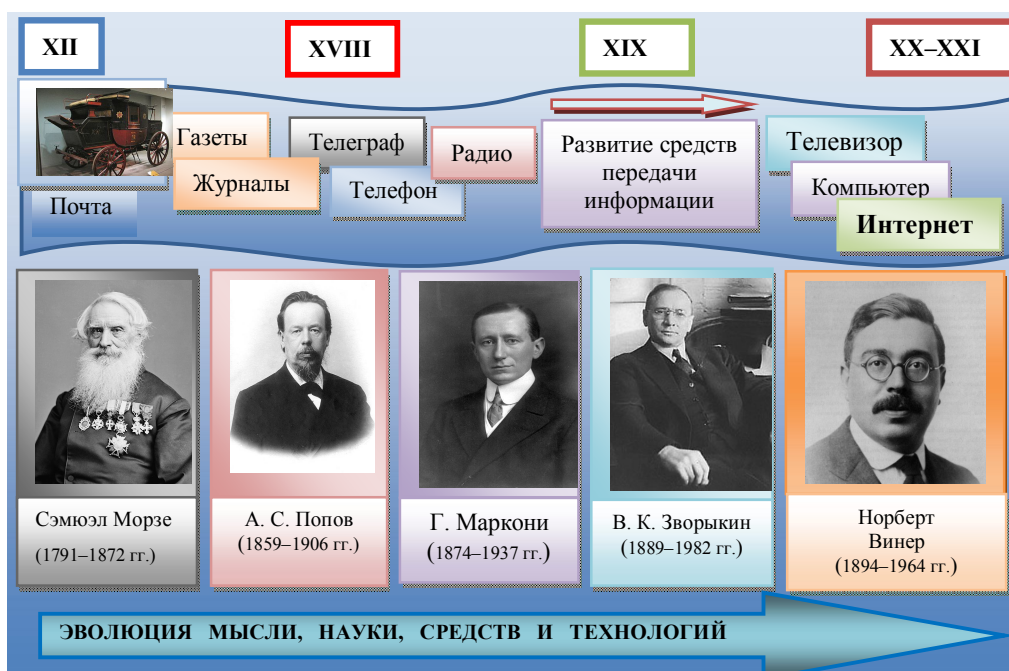 XII
XVIII
XIX
XX–XXI
Почта
Газеты
Журналы
Телеграф
Телефон
Радио
Развитие средств
передачи
информации
Телевизор
Компьютер
Интернет
Сэмюэл Морзе
(1791–1872 гг.)
А. С. Попов
(1859–1906 гг.)
Г. Маркони
(1874–1937 гг.)
В. К. Зворыкин
(1889–1982 гг.)
Норберт
Винер
(1894–1964 гг.)
ЭВОЛЮЦИЯ МЫСЛИ, НАУКИ, СРЕДСТВ И ТЕХНОЛОГИЙ